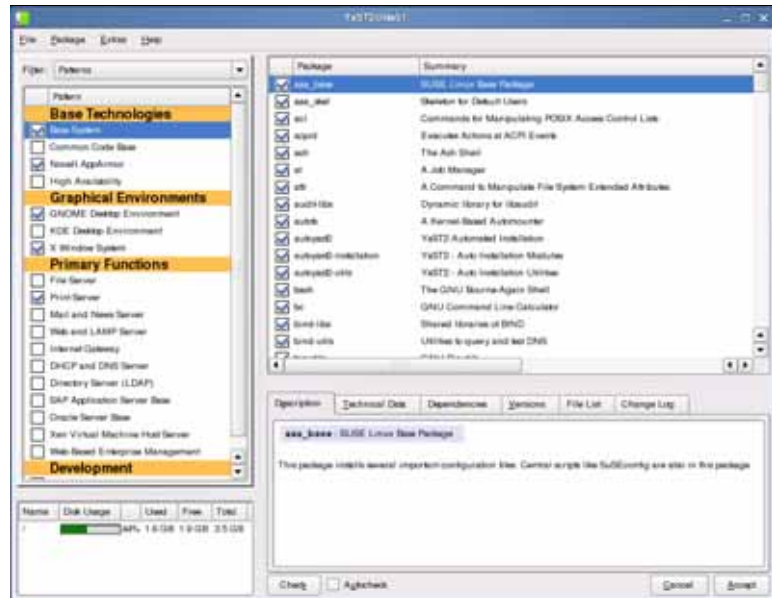 File Package Extras Help
Filter: Patterns
Pattern
Base Technologies
Base System
Common Code Base
Novell AppArmor
High Availability
Graphical Environments
GNOME Desktop Environment
KDE Desktop Environment
X Window System
Primary Functions
File Server
Print Server
Mail and News Server
Web and LAMP Server
Internet Gateway
DHCP and DNS Server
Directory Server (LDAP)
SAP Application Server Base
Oracle Server Base
Xen Virtual Machine Host Server
Web-Based Enterprise Management
Development
Name Disk Usage Used Free Total
/ 1.6 GB 1.9 GB 3.5 GB
Package Summary
aaa_base SUSE Linux Base Package
aaa_skel Skeleton for Default Users
acl Commands for Manipulating POSIX Access Control Lists
acpid Executes Actions at ACPI Events
ash The Ash Shell
at A Job Manager
attr A Command to Manipulate File System Extended Attributes
audit-libs Dynamic library for libaudit
autofs A Kernel-Based Automounter
autoyast2 YaST2 Automated Installation
autoyast2-installation YaST2 - Auto Installation Modules
autoyast2-utils YaST2 - Auto Installation Utilities
bash The GNU Bourne-Again Shell
bc GNU Command Line Calculator
bind-libs Shared libraries of BIND
bind-utils Utilities to query and test DNS
Description Technical Data Dependencies Versions File List Change Log
aaa_base - SUSE Linux Base Package
This package installs several important configuration files. Central scripts like SuSEconfig are also in this package.
Check Autocheck Cancel Accept